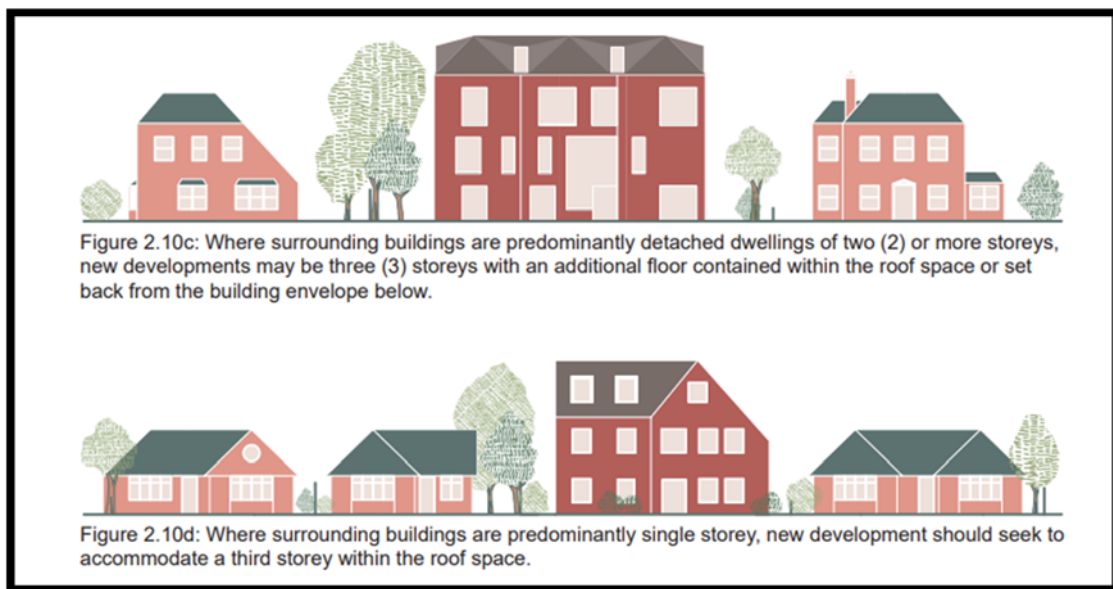 Figure 2.10c: Where surrounding buildings are predominantly detached dwellings of two (2) or more storeys,
new developments may be three (3) storeys with an additional floor contained within the roof space or set
back from the building envelope below.
Figure 2.10d: Where surrounding buildings are predominantly single storey, new development should seek to
accommodate a third storey within the roof space.